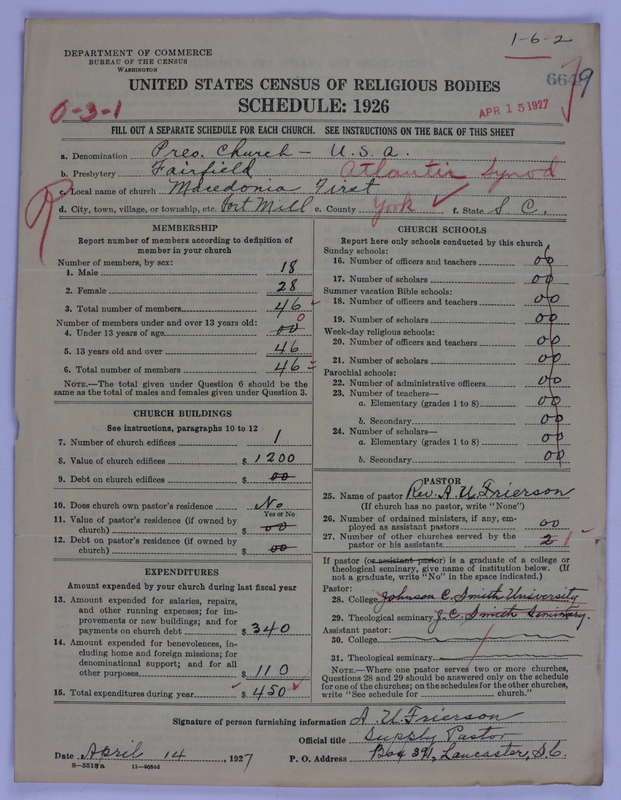 1-6-2
DEPARTMENT OF COMMERCE
BUREAU OF THE CENSUS
WASHINGTON
UNITED STATES CENSUS OF RELIGIOUS BODIES
SCHEDULE: 1926
0-3-1
APR 15 1927
FILL OUT A SEPARATE SCHEDULE FOR EACH CHURCH. SEE INSTRUCTIONS ON THE BACK OF THIS SHEET
a. Denomination Pres. Church - U.S.A.
b. Presbytery Fairfield Atlantic Synod
c. Local name of church Macedonia First
d. City, town, village, or township, etc. Fort Mill e. County York f. State S C.
MEMBERSHIP
Report number of members according to definition of
member in your church
Number of members, by sex:
1. Male 18
2. Female 28
3. Total number of members 46
Number of members under and over 13 years old:
4. Under 13 years of age 00 0
5. 13 years old and over 46
6. Total number of members 46
NOTE.—The total given under Question 6 should be the
same as the total of males and females given under Question 3.
CHURCH BUILDINGS
See instructions, paragraphs 10 to 12
7. Number of church edifices 1
8. Value of church edifices $ 1200
9. Debt on church edifices $ 00
10. Does church own pastor's residence No
Yes or No
11. Value of pastor's residence (if owned by
church) $ 00
12. Debt on pastor's residence (if owned by
church) $ 00
EXPENDITURES
Amount expended by your church during last fiscal year
13. Amount expended for salaries, repairs,
and other running expenses; for im-
provements or new buildings; and for
payments on church debt $ 340
14. Amount expended for benevolences, in-
cluding home and foreign missions; for
denominational support; and for all
other purposes $ 110
15. Total expenditures during year $ 450
CHURCH SCHOOLS
Report here only schools conducted by this church
Sunday schools:
16. Number of officers and teachers 00
17. Number of scholars 00
Summer vacation Bible schools:
18. Number of officers and teachers 00
19. Number of scholars 00
Week-day religious schools:
20. Number of officers and teachers 00
21. Number of scholars 00
Parochial schools:
22. Number of administrative officers 00
23. Number of teachers—
a. Elementary (grades 1 to 8) 00
b. Secondary 00
24. Number of scholars—
a. Elementary (grades 1 to 8) 00
b. Secondary 00
PASTOR
25. Name of pastor Rev. A. U. Frierson
(If church has no pastor, write "None")
26. Number of ordained ministers, if any, em-
ployed as assistant pastors 00
27. Number of other churches served by the
pastor or his assistants 2 1
If pastor (or assistant pastor) is a graduate of a college or
theological seminary, give name of institution below. (If
not a graduate, write "No" in the space indicated.)
Pastor:
28. College Johnson C. Smith University
29. Theological seminary J. C. Smith Seminary.
Assistant pastor:
30. College
31. Theological seminary
NOTE.—Where one pastor serves two or more churches,
Questions 28 and 29 should be answered only on the schedule
for one of the churches; on the schedules for the other churches,
write "See schedule for church."
Signature of person furnishing information A. U. Frierson
Official title Supply Pastor
Date April 14, 1927 P. O. Address Box 391, Lancaster, S.C.